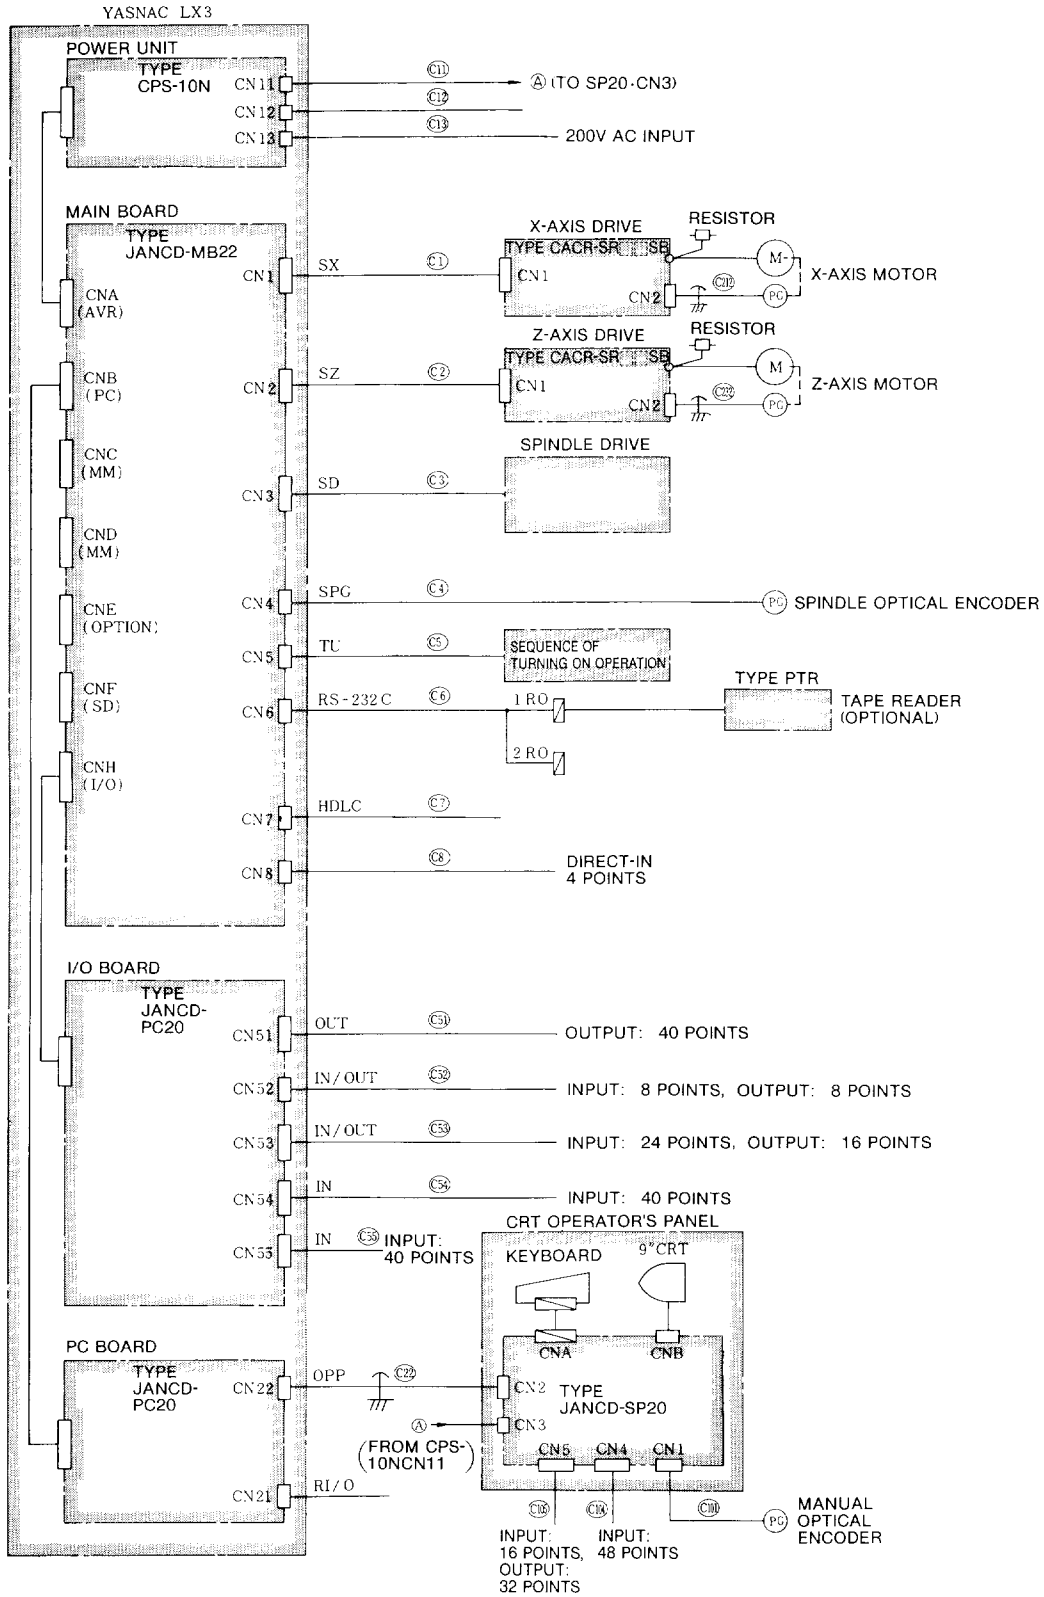 YASNAC LX3
POWER UNIT
TYPE
CPS-10N
CN11
CN12
CN13
C11
C12
C13
Ⓐ (TO SP20·CN3)
200V AC INPUT
MAIN BOARD
TYPE
JANCD-MB22
CNA
(AVR)
CNB
(PC)
CNC
(MM)
CND
(MM)
CNE
(OPTION)
CNF
(SD)
CNH
(I/O)
CN1
SX
C1
CN2
SZ
C2
CN3
SD
C3
CN4
SPG
C4
CN5
TU
C5
CN6
RS-232C
C6
CN7
HDLC
C7
CN8
C8
X-AXIS DRIVE
TYPE CACR-SR SB
CN1
CN2
RESISTOR
M-
C212
PG
X-AXIS MOTOR
Z-AXIS DRIVE
TYPE CACR-SR SB
CN1
CN2
RESISTOR
M
C232
PG
Z-AXIS MOTOR
SPINDLE DRIVE
PG SPINDLE OPTICAL ENCODER
SEQUENCE OF
TURNING ON OPERATION
1RO
2RO
TYPE PTR
TAPE READER
(OPTIONAL)
DIRECT-IN
4 POINTS
I/O BOARD
TYPE
JANCD-
PC20
CN51
OUT
C51
OUTPUT: 40 POINTS
CN52
IN/OUT
C52
INPUT: 8 POINTS, OUTPUT: 8 POINTS
CN53
IN/OUT
C53
INPUT: 24 POINTS, OUTPUT: 16 POINTS
CN54
IN
C54
INPUT: 40 POINTS
CN55
IN
C55
INPUT:
40 POINTS
PC BOARD
TYPE
JANCD-
PC20
CN22
OPP
C22
CN21
RI/O
Ⓐ
(FROM CPS-
10NCN11)
CRT OPERATOR'S PANEL
KEYBOARD
9"CRT
CNA
CNB
CN2
TYPE
JANCD-SP20
CN3
CN5
CN4
CN1
C105
C104
C101
INPUT:
16 POINTS,
OUTPUT:
32 POINTS
INPUT:
48 POINTS
PG
MANUAL
OPTICAL
ENCODER